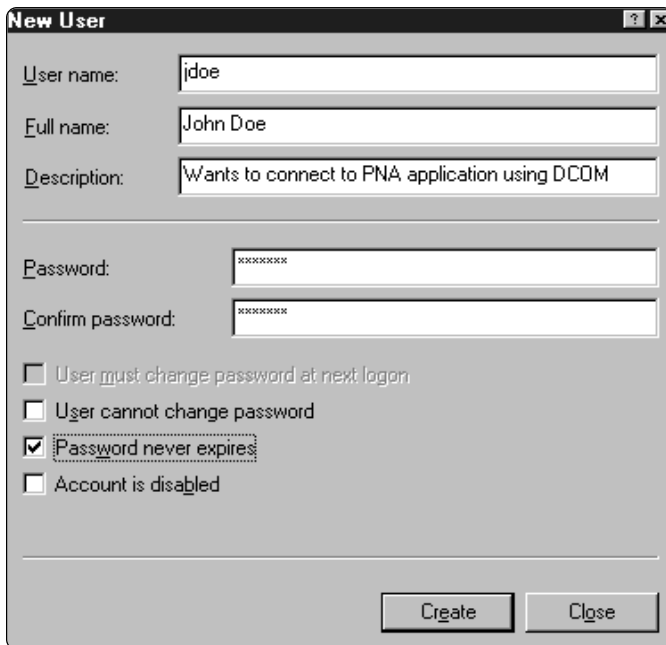 New User
User name: jdoe
Full name: John Doe
Description: Wants to connect to PNA application using DCOM
Password: *******
Confirm password: *******
User must change password at next logon
User cannot change password
Password never expires
Account is disabled
Create Close